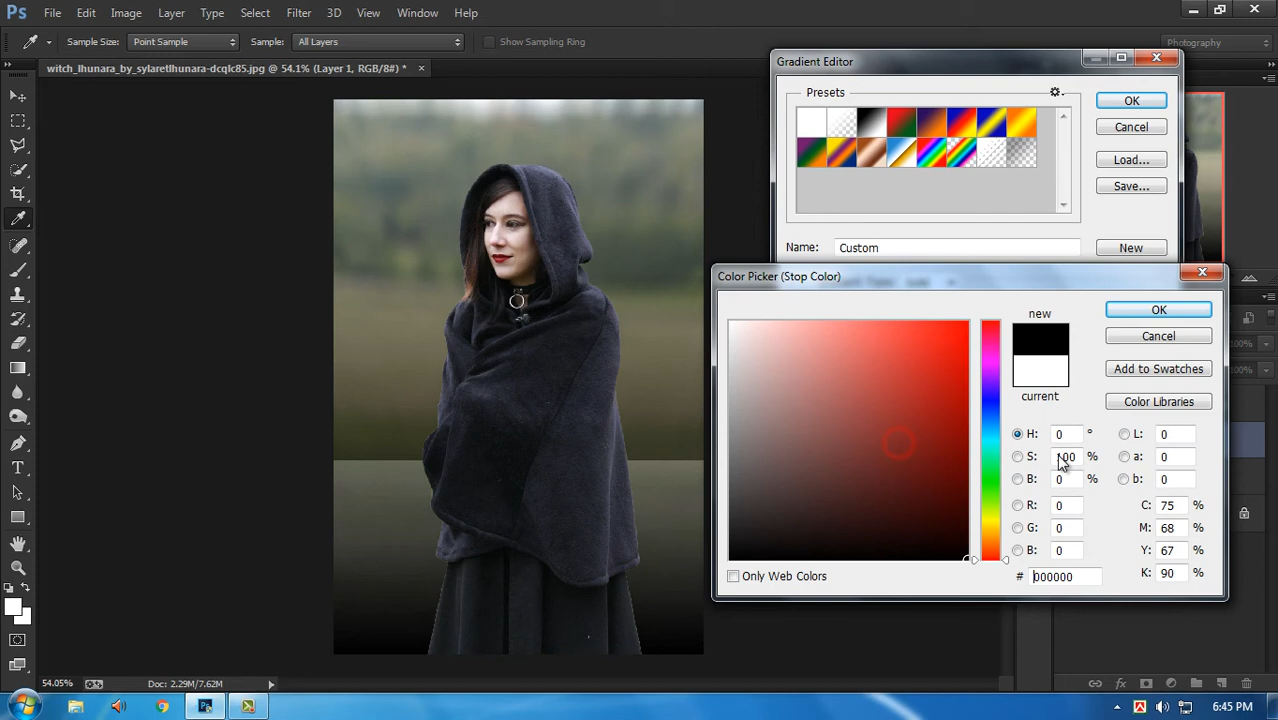 Ps File Edit Image Layer Type Select Filter 3D View Window Help
Sample Size: Point Sample Sample: All Layers Show Sampling Ring Photography
witch_lhunara_by_sylaretlhunara-dcqlc85.jpg @ 54.1% (Layer 1, RGB/8#) *
Gradient Editor
Presets
OK
Cancel
Load...
Save...
Name: Custom New
Color Picker (Stop Color)
new
current
OK
Cancel
Add to Swatches
Color Libraries
H: 0 ° L: 0
S: 100 % a: 0
B: 0 % b: 0
R: 0 C: 75 %
G: 0 M: 68 %
B: 0 Y: 67 %
# 000000 K: 90 %
Only Web Colors
54.05% Doc: 2.29M/7.62M
fx
6:45 PM